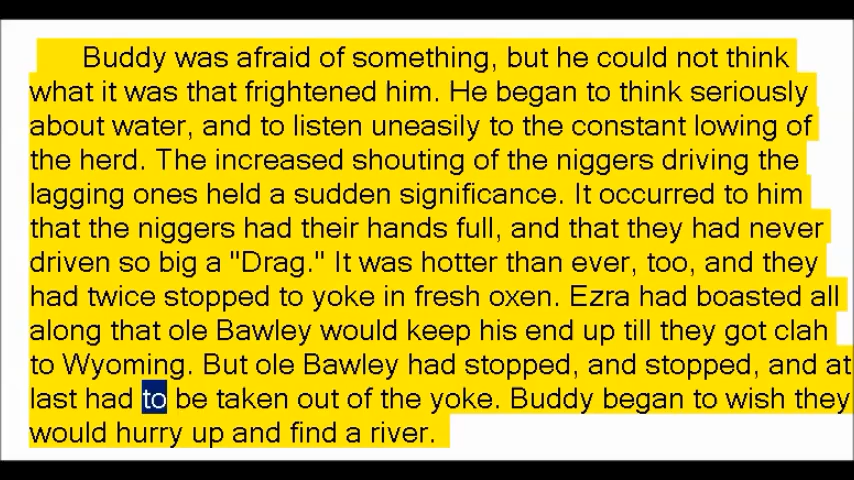 Buddy was afraid of something, but he could not think
what it was that frightened him. He began to think seriously
about water, and to listen uneasily to the constant lowing of
the herd. The increased shouting of the niggers driving the
lagging ones held a sudden significance. It occurred to him
that the niggers had their hands full, and that they had never
driven so big a "Drag." It was hotter than ever, too, and they
had twice stopped to yoke in fresh oxen. Ezra had boasted all
along that ole Bawley would keep his end up till they got clah
to Wyoming. But ole Bawley had stopped, and stopped, and at
last had to be taken out of the yoke. Buddy began to wish they
would hurry up and find a river.